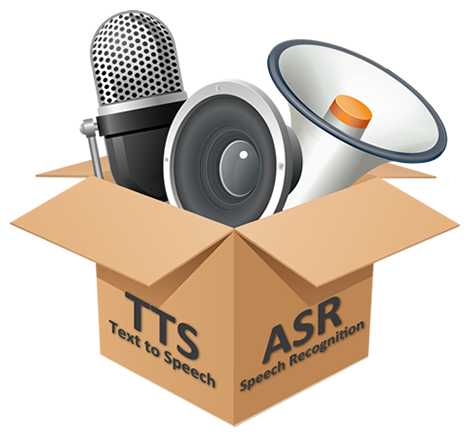 TTS
Text to Speech
ASR
Speech Recognition